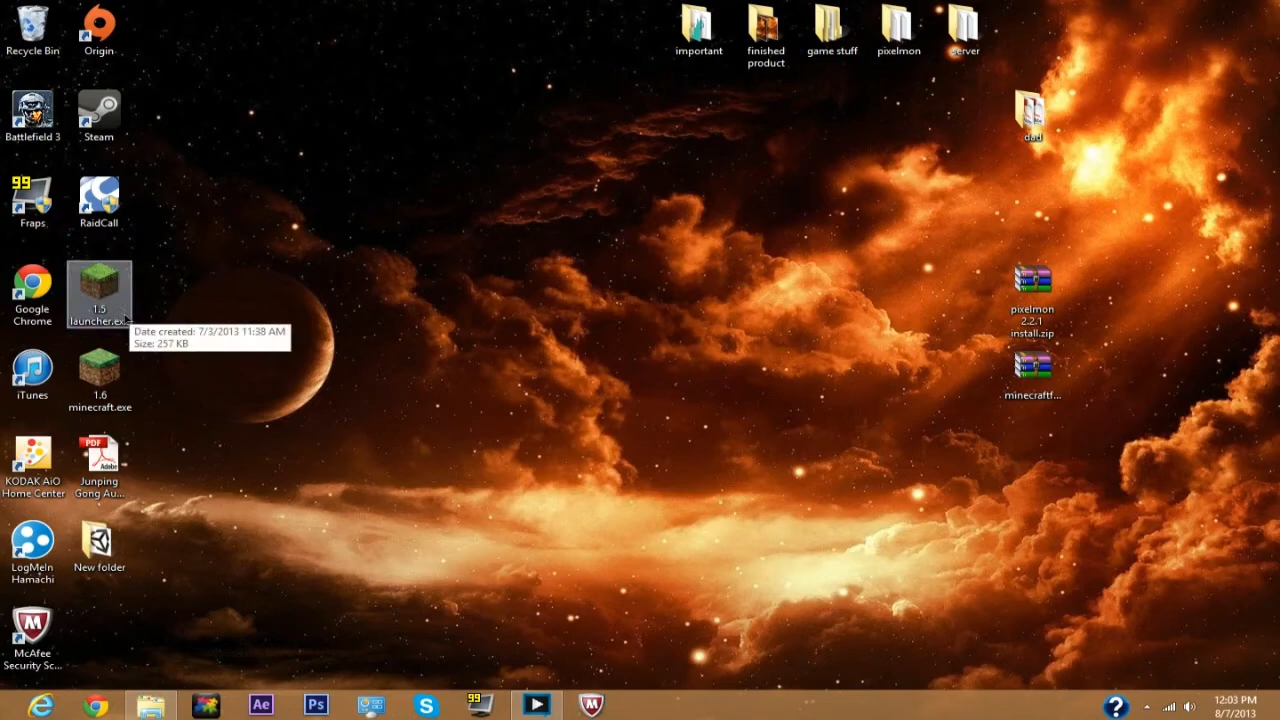 Recycle Bin
Origin
important
finished
product
game stuff
pixelmon
server
Battlefield 3
Steam
dad
99
Fraps
RaidCall
Google
Chrome
1.5
launcher.exe
Date created: 7/3/2013 11:38 AM
Size: 257 KB
pixelmon
2.2.1
install.zip
iTunes
1.6
minecraft.exe
minecraftf...
PDF
Adobe
KODAK AiO
Home Center
Junping
Gong Au...
LogMeIn
Hamachi
New folder
McAfee
Security Sc...
Ae
Ps
99
12:03 PM
8/7/2013